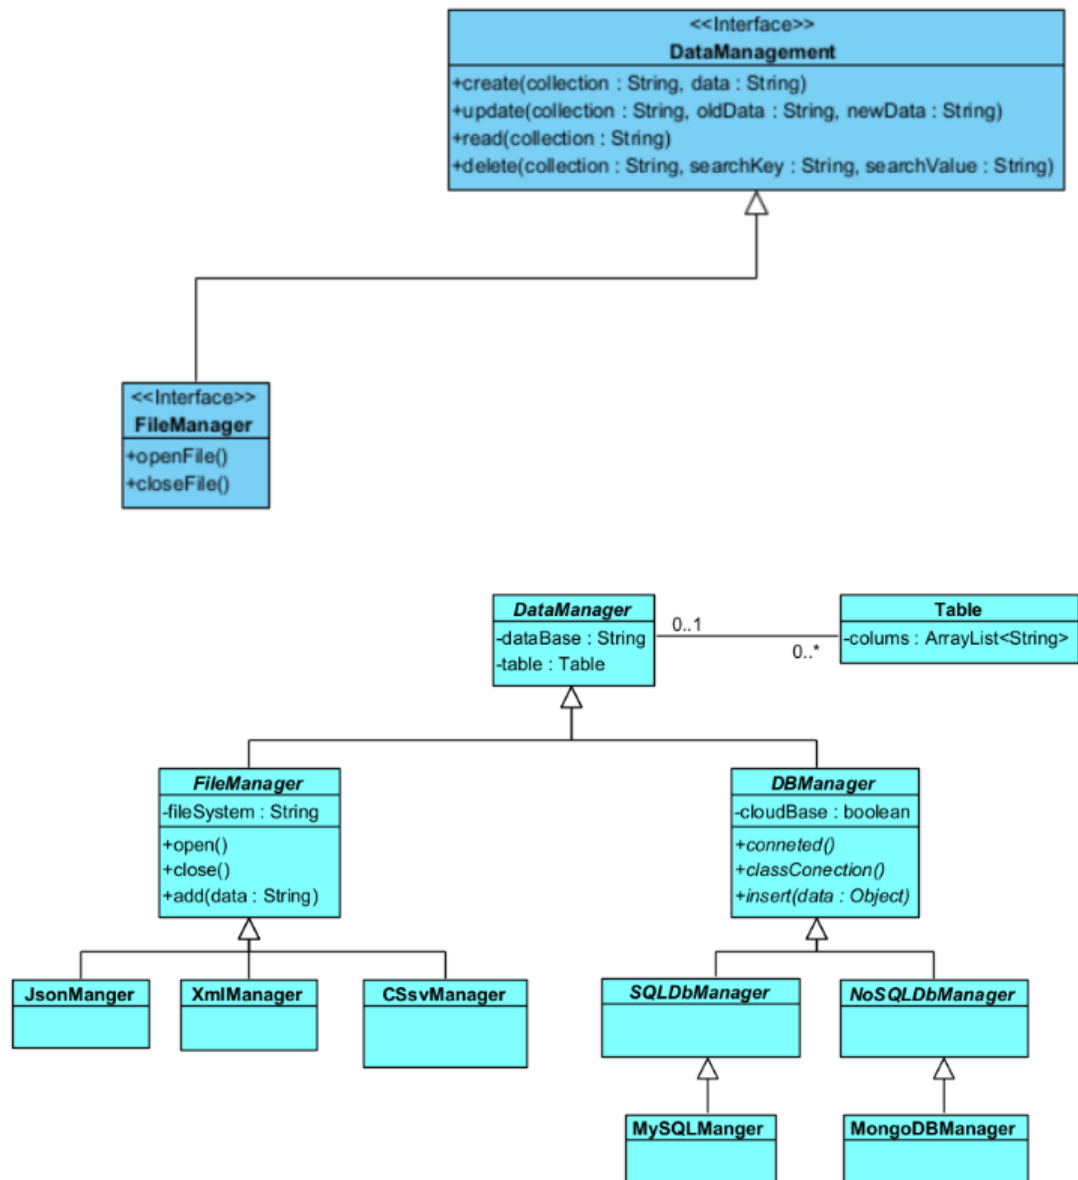 <<Interface>>
DataManagement
+create(collection : String, data : String)
+update(collection : String, oldData : String, newData : String)
+read(collection : String)
+delete(collection : String, searchKey : String, searchValue : String)
<<Interface>>
FileManager
+openFile()
+closeFile()
DataManager
-dataBase : String
-table : Table
0..1
0..*
Table
-colums : ArrayList<String>
FileManager
-fileSystem : String
+open()
+close()
+add(data : String)
DBManager
-cloudBase : boolean
+conneted()
+classConection()
+insert(data : Object)
JsonManger
XmlManager
CSsvManager
SQLDbManager
NoSQLDbManager
MySQLManger
MongoDBManager